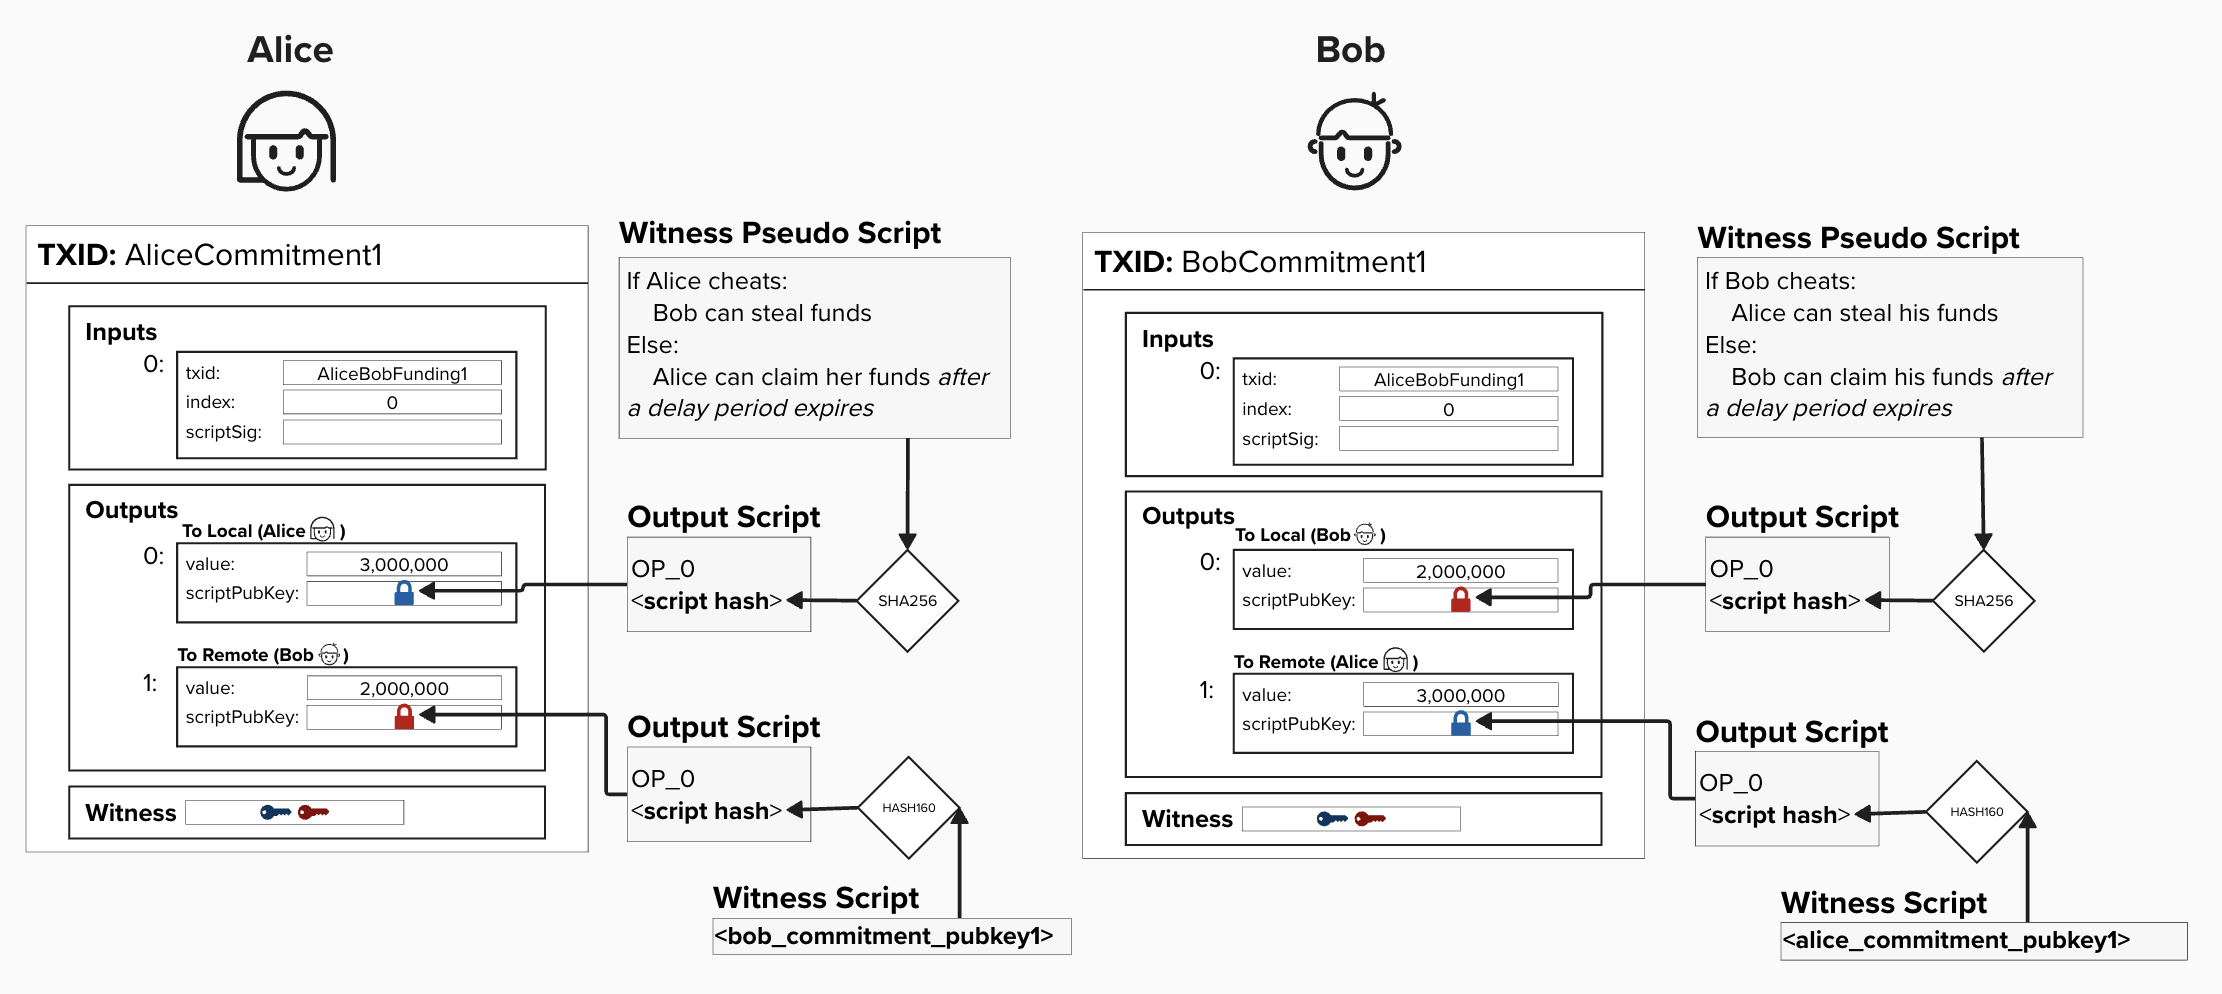 Alice
TXID: AliceCommitment1
Inputs
0:
txid: AliceBobFunding1
index: 0
scriptSig:
Outputs
To Local (Alice )
0:
value: 3,000,000
scriptPubKey:
To Remote (Bob )
1:
value: 2,000,000
scriptPubKey:
Witness
Witness Pseudo Script
If Alice cheats:
Bob can steal funds
Else:
Alice can claim her funds after
a delay period expires
Output Script
OP_0
<script hash>
SHA256
Output Script
OP_0
<script hash>
HASH160
Witness Script
<bob_commitment_pubkey1>
Bob
TXID: BobCommitment1
Inputs
0:
txid: AliceBobFunding1
index: 0
scriptSig:
Outputs
To Local (Bob )
0:
value: 2,000,000
scriptPubKey:
To Remote (Alice )
1:
value: 3,000,000
scriptPubKey:
Witness
Witness Pseudo Script
If Bob cheats:
Alice can steal his funds
Else:
Bob can claim his funds after
a delay period expires
Output Script
OP_0
<script hash>
SHA256
Output Script
OP_0
<script hash>
HASH160
Witness Script
<alice_commitment_pubkey1>